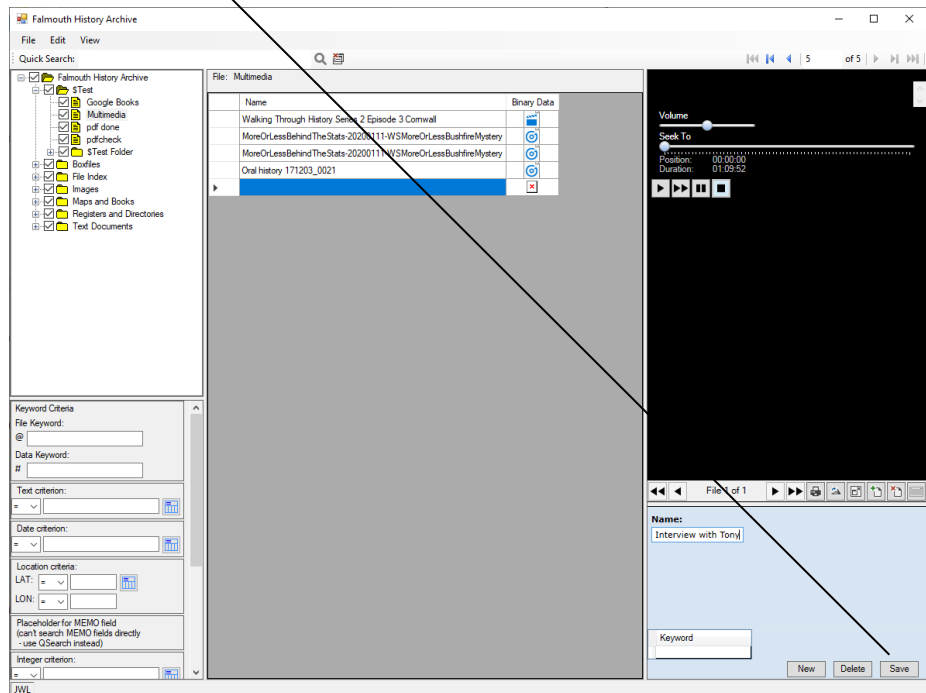 Falmouth History Archive
File Edit View
Quick Search:
5 of 5
Falmouth History Archive
$Test
Google Books
Multimedia
pdf done
pdfcheck
$Test Folder
Boxfiles
File Index
Images
Maps and Books
Registers and Directories
Text Documents
File: Multimedia
Name Binary Data
Walking Through History Series 2 Episode 3 Cornwall
MoreOrLessBehindTheStats-20200111-WSMoreOrLessBushfireMystery
MoreOrLessBehindTheStats-20200111-WSMoreOrLessBushfireMystery
Oral history 171203_0021
Volume
Seek To
Position: 00:00:00
Duration: 01:09:52
File 1 of 1
Name:
Interview with Tony
Keyword
New Delete Save
Keyword Criteria
File Keyword:
@
Data Keyword:
#
Text criterion:
=
Date criterion:
=
Location criteria:
LAT: =
LON: =
Placeholder for MEMO field
(can't search MEMO fields directly
- use QSearch instead)
Integer criterion:
=
JWL